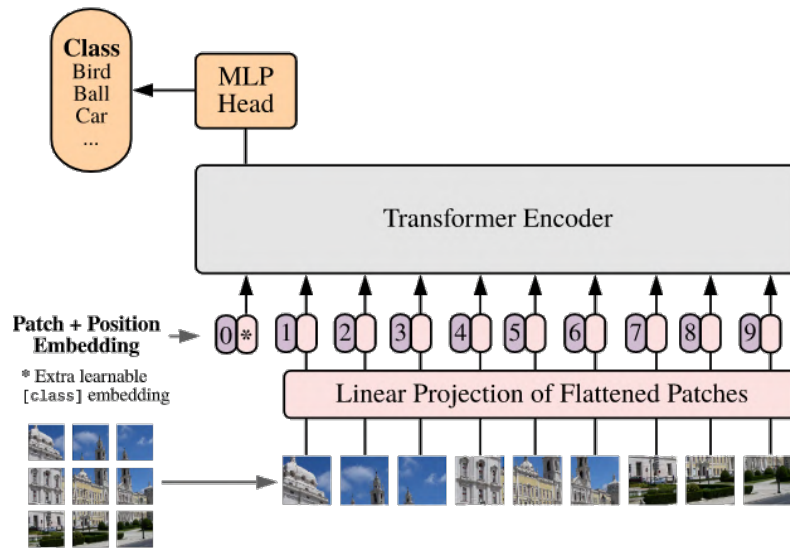 Class
Bird
Ball
Car
...
MLP
Head
Transformer Encoder
Patch + Position
Embedding
0 * 1 2 3 4 5 6 7 8 9
* Extra learnable
[class] embedding
Linear Projection of Flattened Patches